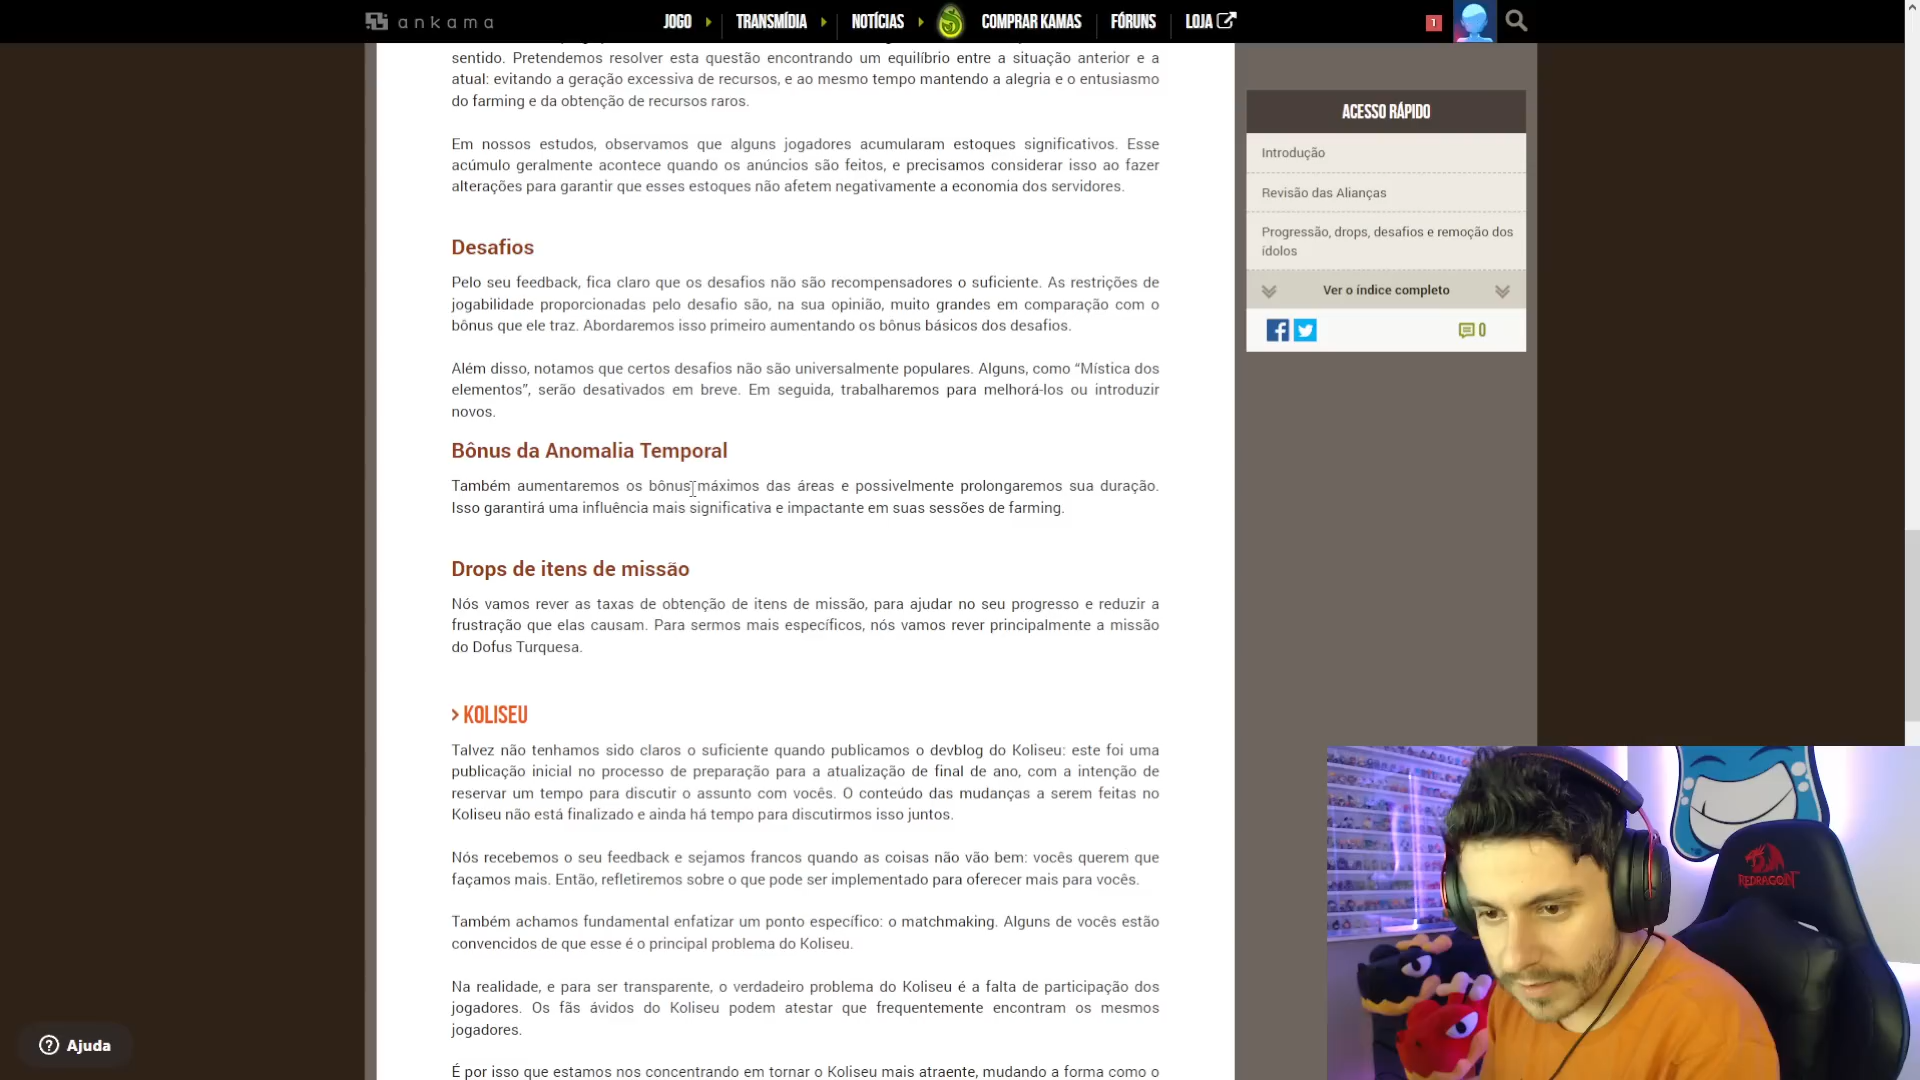 ankama
JOGO
TRANSMÍDIA
NOTÍCIAS
COMPRAR KAMAS
FÓRUNS
LOJA
1
sentido. Pretendemos resolver esta questão encontrando um equilíbrio entre a situação anterior e a
atual: evitando a geração excessiva de recursos, e ao mesmo tempo mantendo a alegria e o entusiasmo
do farming e da obtenção de recursos raros.
Em nossos estudos, observamos que alguns jogadores acumularam estoques significativos. Esse
acúmulo geralmente acontece quando os anúncios são feitos, e precisamos considerar isso ao fazer
alterações para garantir que esses estoques não afetem negativamente a economia dos servidores.
Desafios
Pelo seu feedback, fica claro que os desafios não são recompensadores o suficiente. As restrições de
jogabilidade proporcionadas pelo desafio são, na sua opinião, muito grandes em comparação com o
bônus que ele traz. Abordaremos isso primeiro aumentando os bônus básicos dos desafios.
Além disso, notamos que certos desafios não são universalmente populares. Alguns, como “Mística dos
elementos”, serão desativados em breve. Em seguida, trabalharemos para melhorá-los ou introduzir
novos.
Bônus da Anomalia Temporal
Também aumentaremos os bônus máximos das áreas e possivelmente prolongaremos sua duração.
Isso garantirá uma influência mais significativa e impactante em suas sessões de farming.
Drops de itens de missão
Nós vamos rever as taxas de obtenção de itens de missão, para ajudar no seu progresso e reduzir a
frustração que elas causam. Para sermos mais específicos, nós vamos rever principalmente a missão
do Dofus Turquesa.
> KOLISEU
Talvez não tenhamos sido claros o suficiente quando publicamos o devblog do Koliseu: este foi uma
publicação inicial no processo de preparação para a atualização de final de ano, com a intenção de
reservar um tempo para discutir o assunto com vocês. O conteúdo das mudanças a serem feitas no
Koliseu não está finalizado e ainda há tempo para discutirmos isso juntos.
Nós recebemos o seu feedback e sejamos francos quando as coisas não vão bem: vocês querem que
façamos mais. Então, refletiremos sobre o que pode ser implementado para oferecer mais para vocês.
Também achamos fundamental enfatizar um ponto específico: o matchmaking. Alguns de vocês estão
convencidos de que esse é o principal problema do Koliseu.
Na realidade, e para ser transparente, o verdadeiro problema do Koliseu é a falta de participação dos
jogadores. Os fãs ávidos do Koliseu podem atestar que frequentemente encontram os mesmos
jogadores.
É por isso que estamos nos concentrando em tornar o Koliseu mais atraente, mudando a forma como o
ACESSO RÁPIDO
Introdução
Revisão das Alianças
Progressão, drops, desafios e remoção dos
ídolos
Ver o índice completo
0
Ajuda
REDRAGON